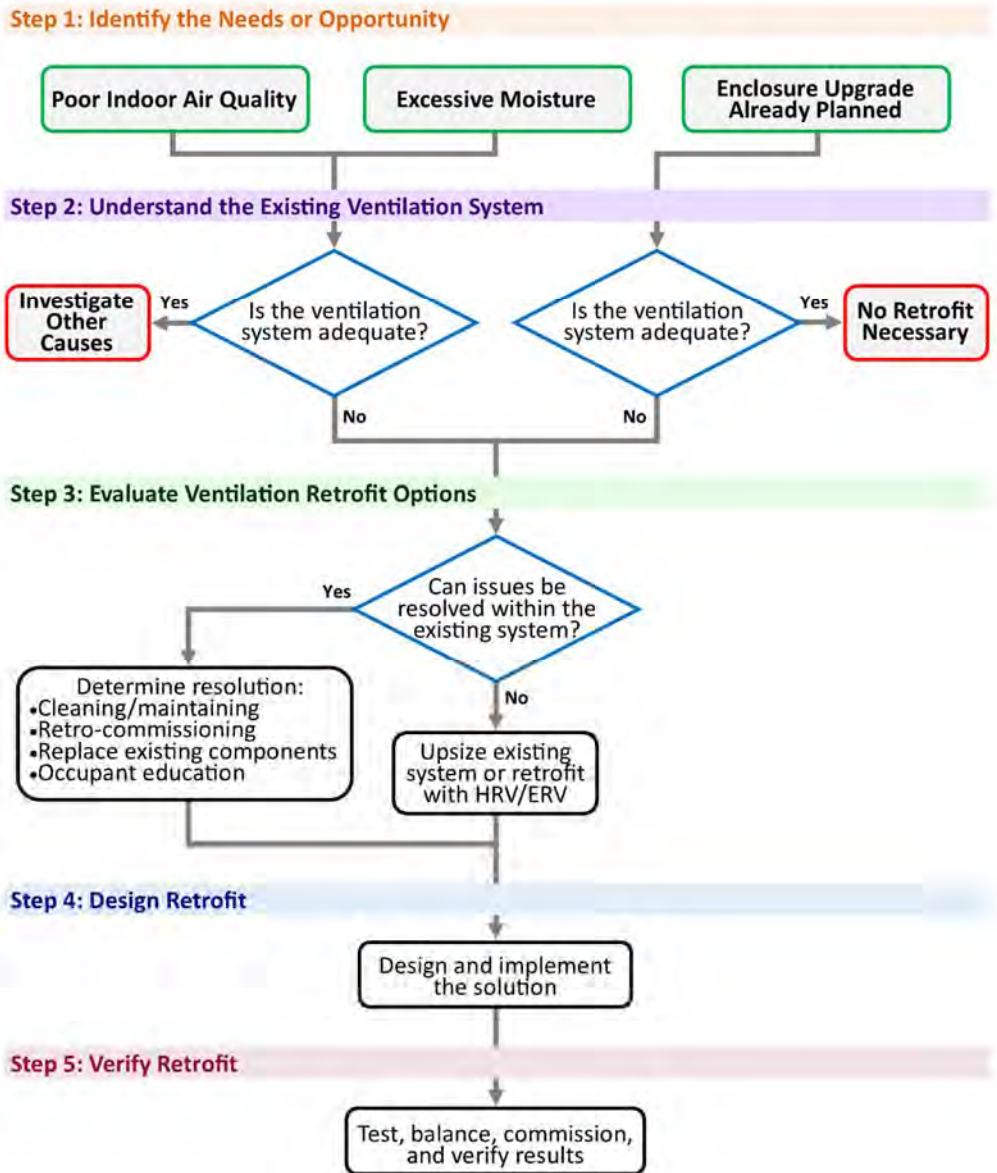 Step 1: Identify the Needs or Opportunity
Poor Indoor Air Quality
Excessive Moisture
Enclosure Upgrade
Already Planned
Step 2: Understand the Existing Ventilation System
Investigate
Other
Causes
Yes
Is the ventilation
system adequate?
Is the ventilation
system adequate?
Yes
No Retrofit
Necessary
No
No
Step 3: Evaluate Ventilation Retrofit Options
Yes
Can issues be
resolved within the
existing system?
No
Determine resolution:
•Cleaning/maintaining
•Retro-commissioning
•Replace existing components
•Occupant education
Upsize existing
system or retrofit
with HRV/ERV
Step 4: Design Retrofit
Design and implement
the solution
Step 5: Verify Retrofit
Test, balance, commission,
and verify results